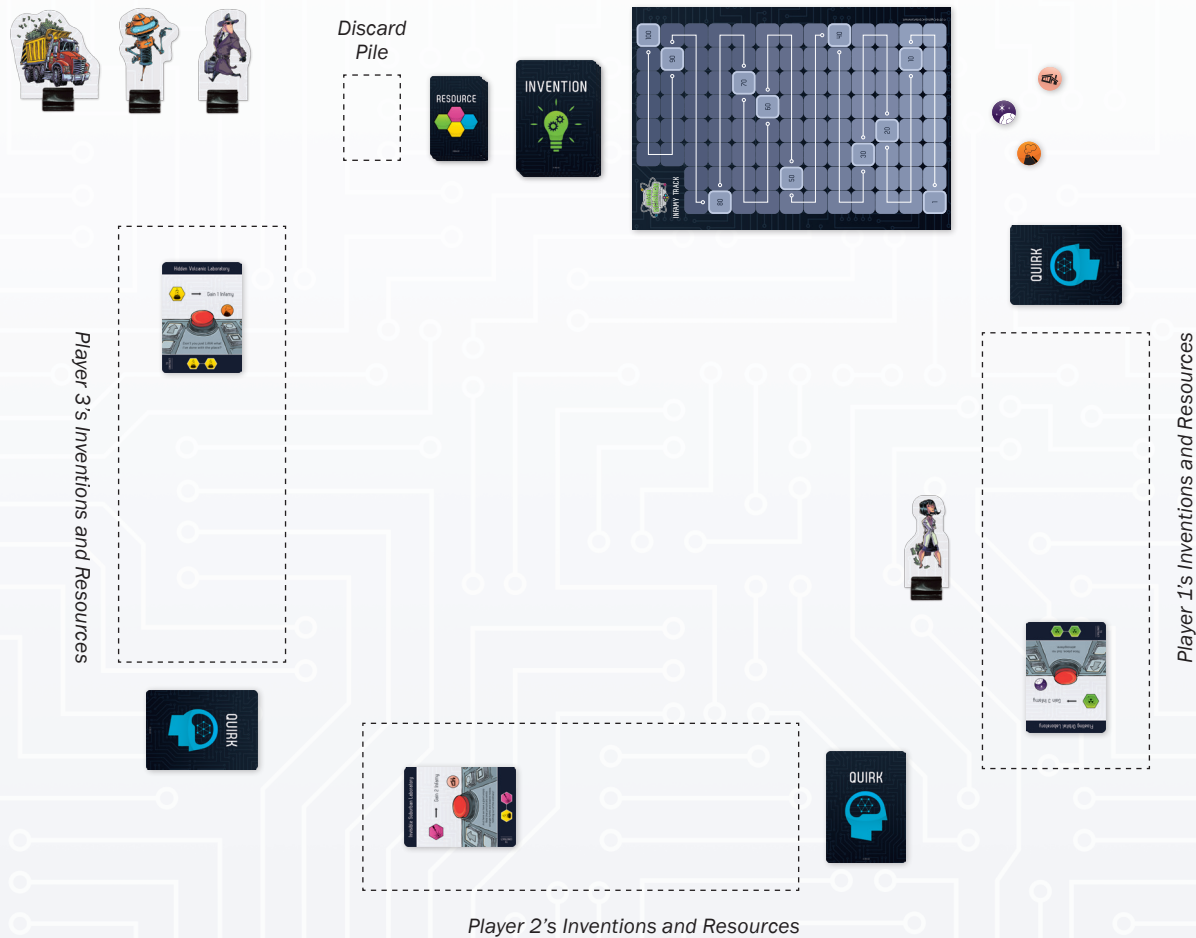 Discard
Pile
RESOURCE
INVENTION
100
90
80
70
60
50
40
30
20
10
1
INFAMY TRACK
QUIRK
Hidden Volcano Laboratory
Gain 1 Infamy
Player 3's Inventions and Resources
Player 1's Inventions and Resources
Floating Orbital Laboratory
Gain 2 Infamy
QUIRK
Invisible Suburban Laboratory
Gain 2 Infamy
QUIRK
Player 2's Inventions and Resources